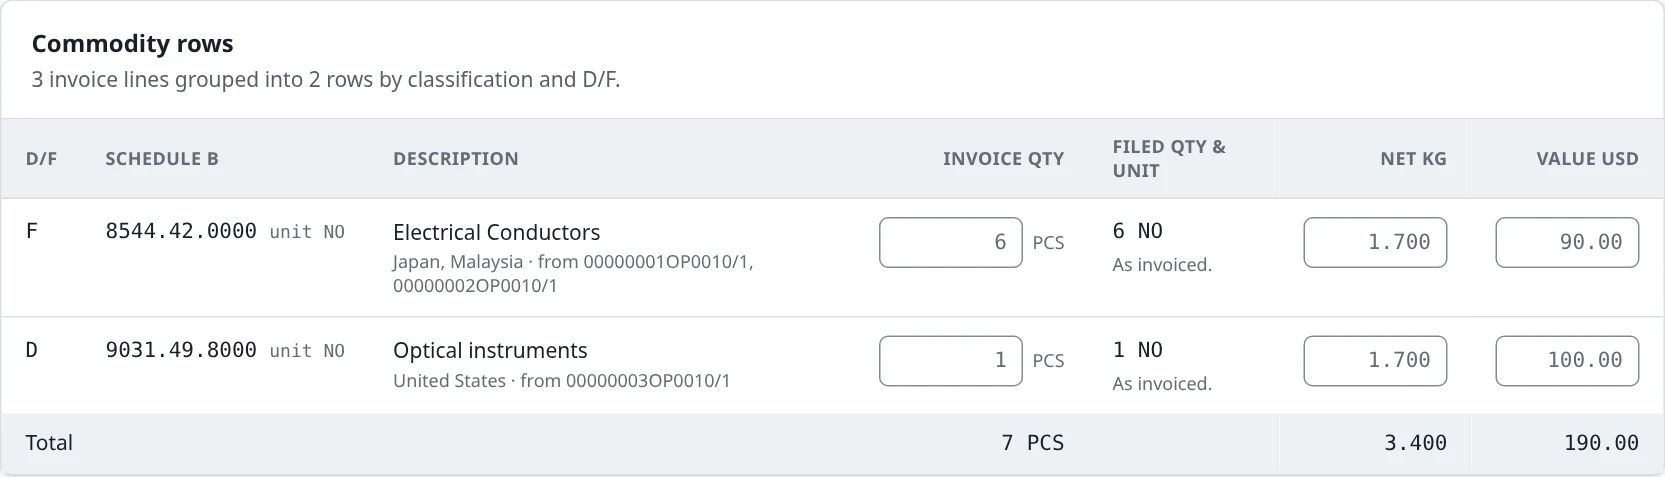 Commodity rows
3 invoice lines grouped into 2 rows by classification and D/F.
D/F SCHEDULE B DESCRIPTION INVOICE QTY FILED QTY & UNIT NET KG VALUE USD
F 8544.42.0000 unit NO Electrical Conductors 6 PCS 6 NO 1.700 90.00
Japan, Malaysia · from 00000001OP0010/1, As invoiced.
00000002OP0010/1
D 9031.49.8000 unit NO Optical instruments 1 PCS 1 NO 1.700 100.00
United States · from 00000003OP0010/1 As invoiced.
Total 7 PCS 3.400 190.00